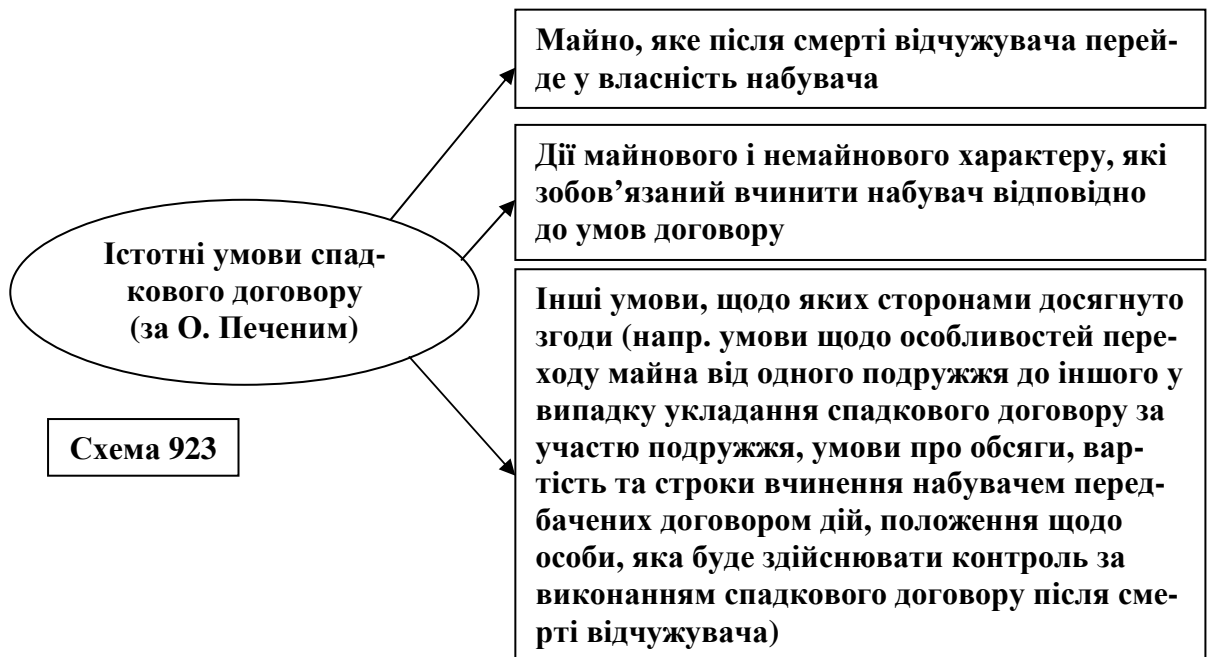 Майно, яке після смерті відчужувача перей-
де у власність набувача
Дії майнового і немайнового характеру, які
зобов’язаний вчинити набувач відповідно
до умов договору
Істотні умови спад-
кового договору
(за О. Печеним)
Інші умови, щодо яких сторонами досягнуто
згоди (напр. умови щодо особливостей пере-
ходу майна від одного подружжя до іншого у
випадку укладання спадкового договору за
участю подружжя, умови про обсяги, вар-
тість та строки вчинення набувачем перед-
бачених договором дій, положення щодо
особи, яка буде здійснювати контроль за
виконанням спадкового договору після сме-
рті відчужувача)
Схема 923